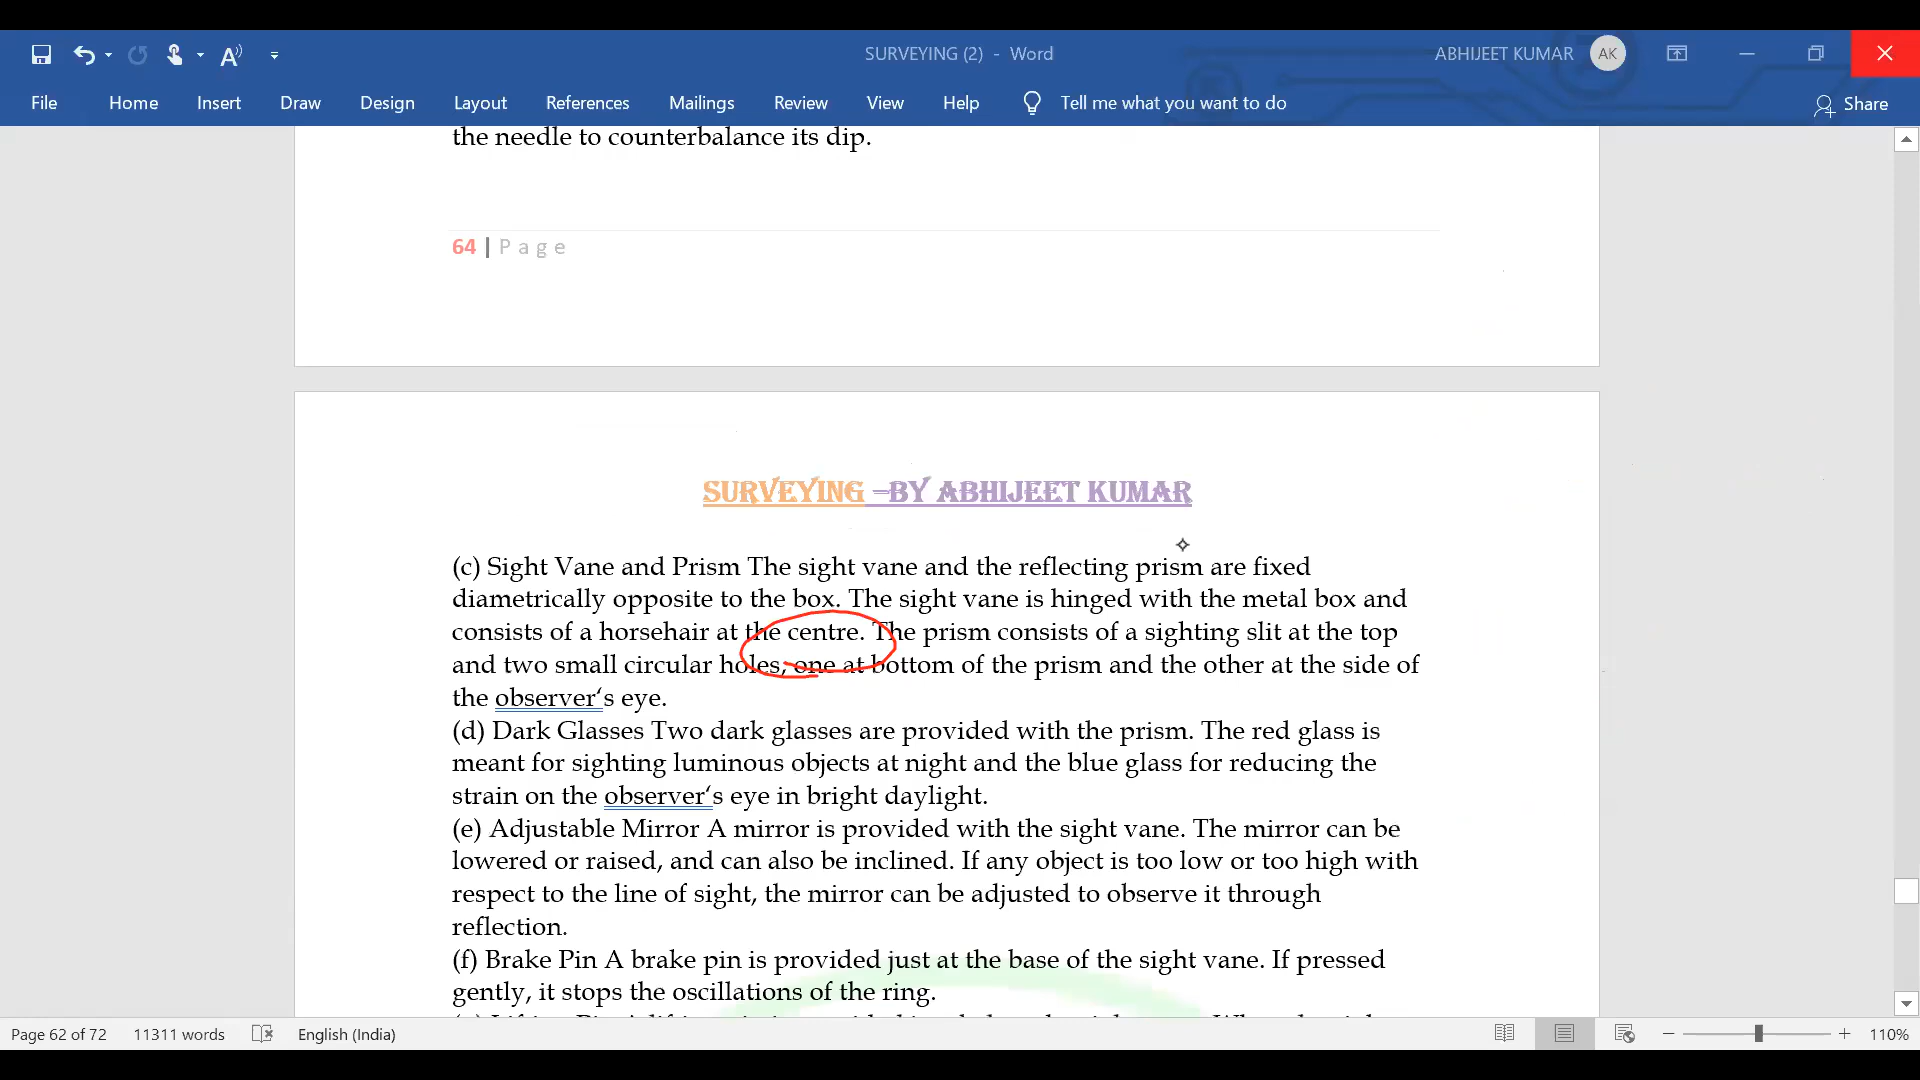 SURVEYING (2) - Word
ABHIJEET KUMAR
AK
File Home Insert Draw Design Layout References Mailings Review View Help Tell me what you want to do Share
the needle to counterbalance its dip.
64 | Page
SURVEYING –BY ABHIJEET KUMAR
(c) Sight Vane and Prism The sight vane and the reflecting prism are fixed
diametrically opposite to the box. The sight vane is hinged with the metal box and
consists of a horsehair at the centre. The prism consists of a sighting slit at the top
and two small circular holes, one at bottom of the prism and the other at the side of
the observer‘s eye.
(d) Dark Glasses Two dark glasses are provided with the prism. The red glass is
meant for sighting luminous objects at night and the blue glass for reducing the
strain on the observer‘s eye in bright daylight.
(e) Adjustable Mirror A mirror is provided with the sight vane. The mirror can be
lowered or raised, and can also be inclined. If any object is too low or too high with
respect to the line of sight, the mirror can be adjusted to observe it through
reflection.
(f) Brake Pin A brake pin is provided just at the base of the sight vane. If pressed
gently, it stops the oscillations of the ring.
Page 62 of 72 11311 words English (India) 110%